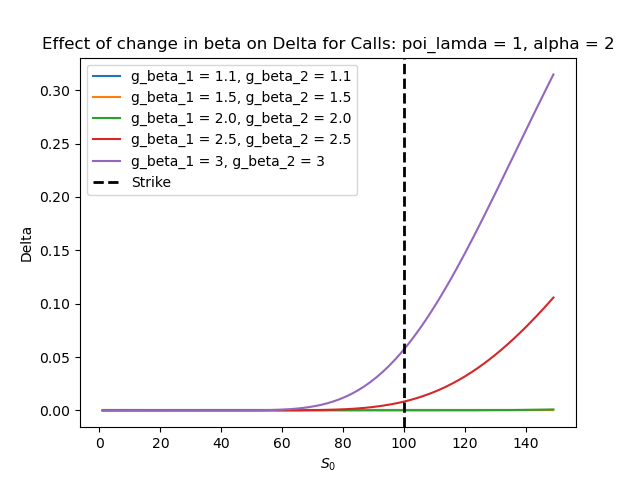 Effect of change in beta on Delta for Calls: poi_lamda = 1, alpha = 2
g_beta_1 = 1.1, g_beta_2 = 1.1
g_beta_1 = 1.5, g_beta_2 = 1.5
g_beta_1 = 2.0, g_beta_2 = 2.0
g_beta_1 = 2.5, g_beta_2 = 2.5
g_beta_1 = 3, g_beta_2 = 3
Strike
Delta
0.30
0.25
0.20
0.15
0.10
0.05
0.00
0 20 40 60 80 100 120 140
S₀